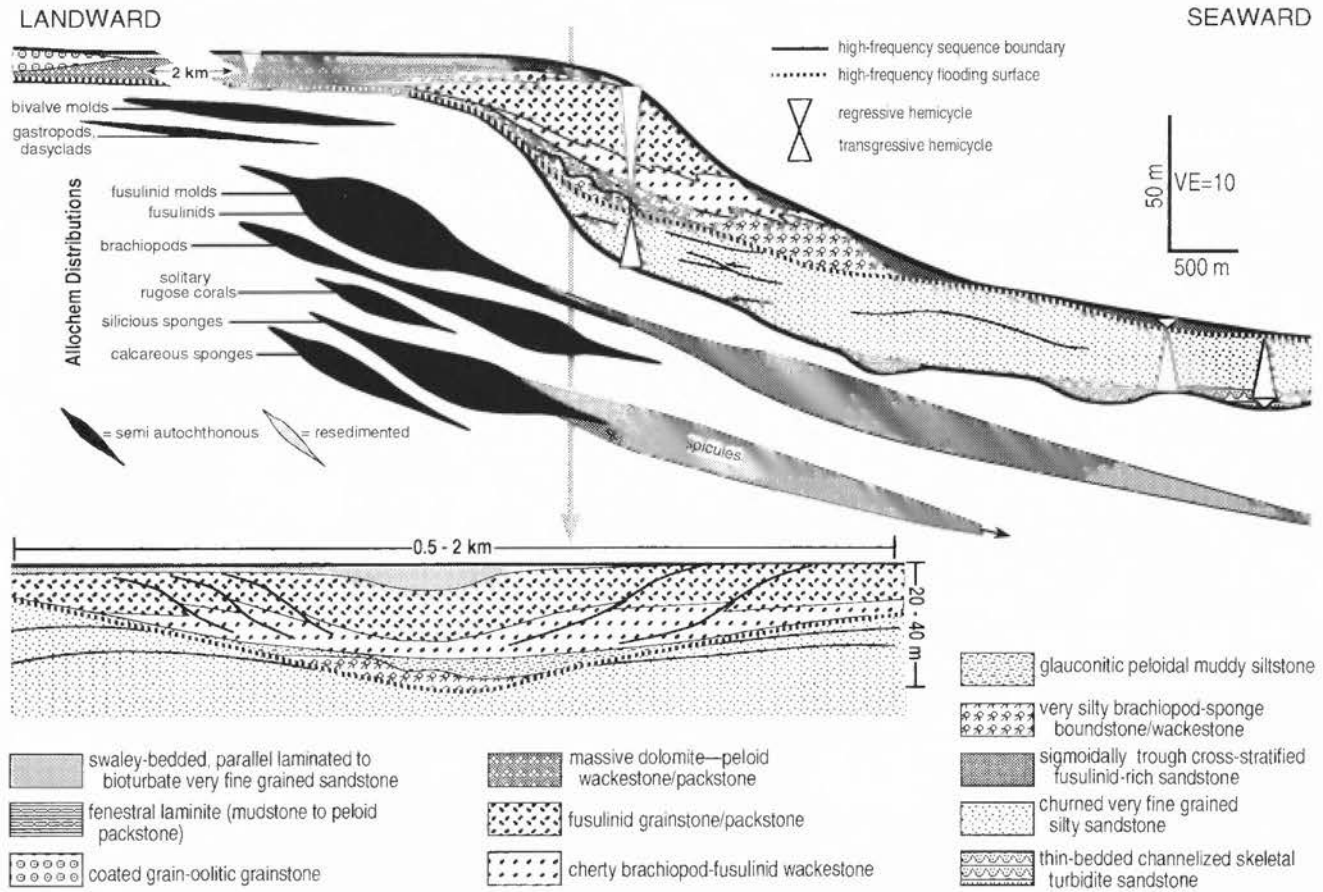 LANDWARD
SEAWARD
high-frequency sequence boundary
high-frequency flooding surface
regressive hemicycle
transgressive hemicycle
50 m
VE=10
500 m
2 km
bivalve molds
gastropods,
dasyclads
fusulinid molds
fusulinids
brachiopods
solitary
rugose corals
silicious sponges
calcareous sponges
Allochem Distributions
= semi autochthonous
= resedimented
spicules
0.5 - 2 km
20 - 40 m
swaley-bedded, parallel laminated to
bioturbate very fine grained sandstone
fenestral laminite (mudstone to peloid
packstone)
coated grain-oolitic grainstone
massive dolomite—peloid
wackestone/packstone
fusulinid grainstone/packstone
cherty brachiopod-fusulinid wackestone
glauconitic peloidal muddy siltstone
very silty brachiopod-sponge
boundstone/wackestone
sigmoidally trough cross-stratified
fusulinid-rich sandstone
churned very fine grained
silty sandstone
thin-bedded channelized skeletal
turbidite sandstone